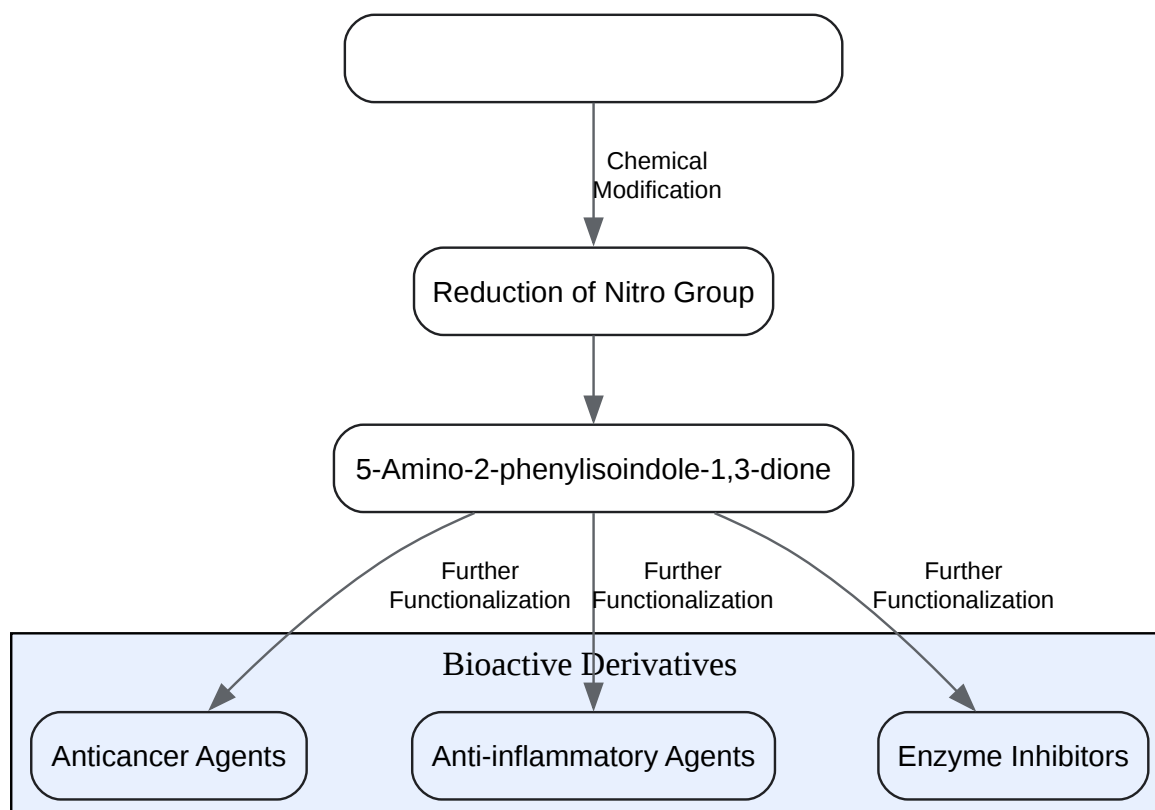 Chemical
Modification
Reduction of Nitro Group
5-Amino-2-phenylisoindole-1,3-dione
Further
Functionalization
Further
Functionalization
Further
Functionalization
Bioactive Derivatives
Anticancer Agents
Anti-inflammatory Agents
Enzyme Inhibitors